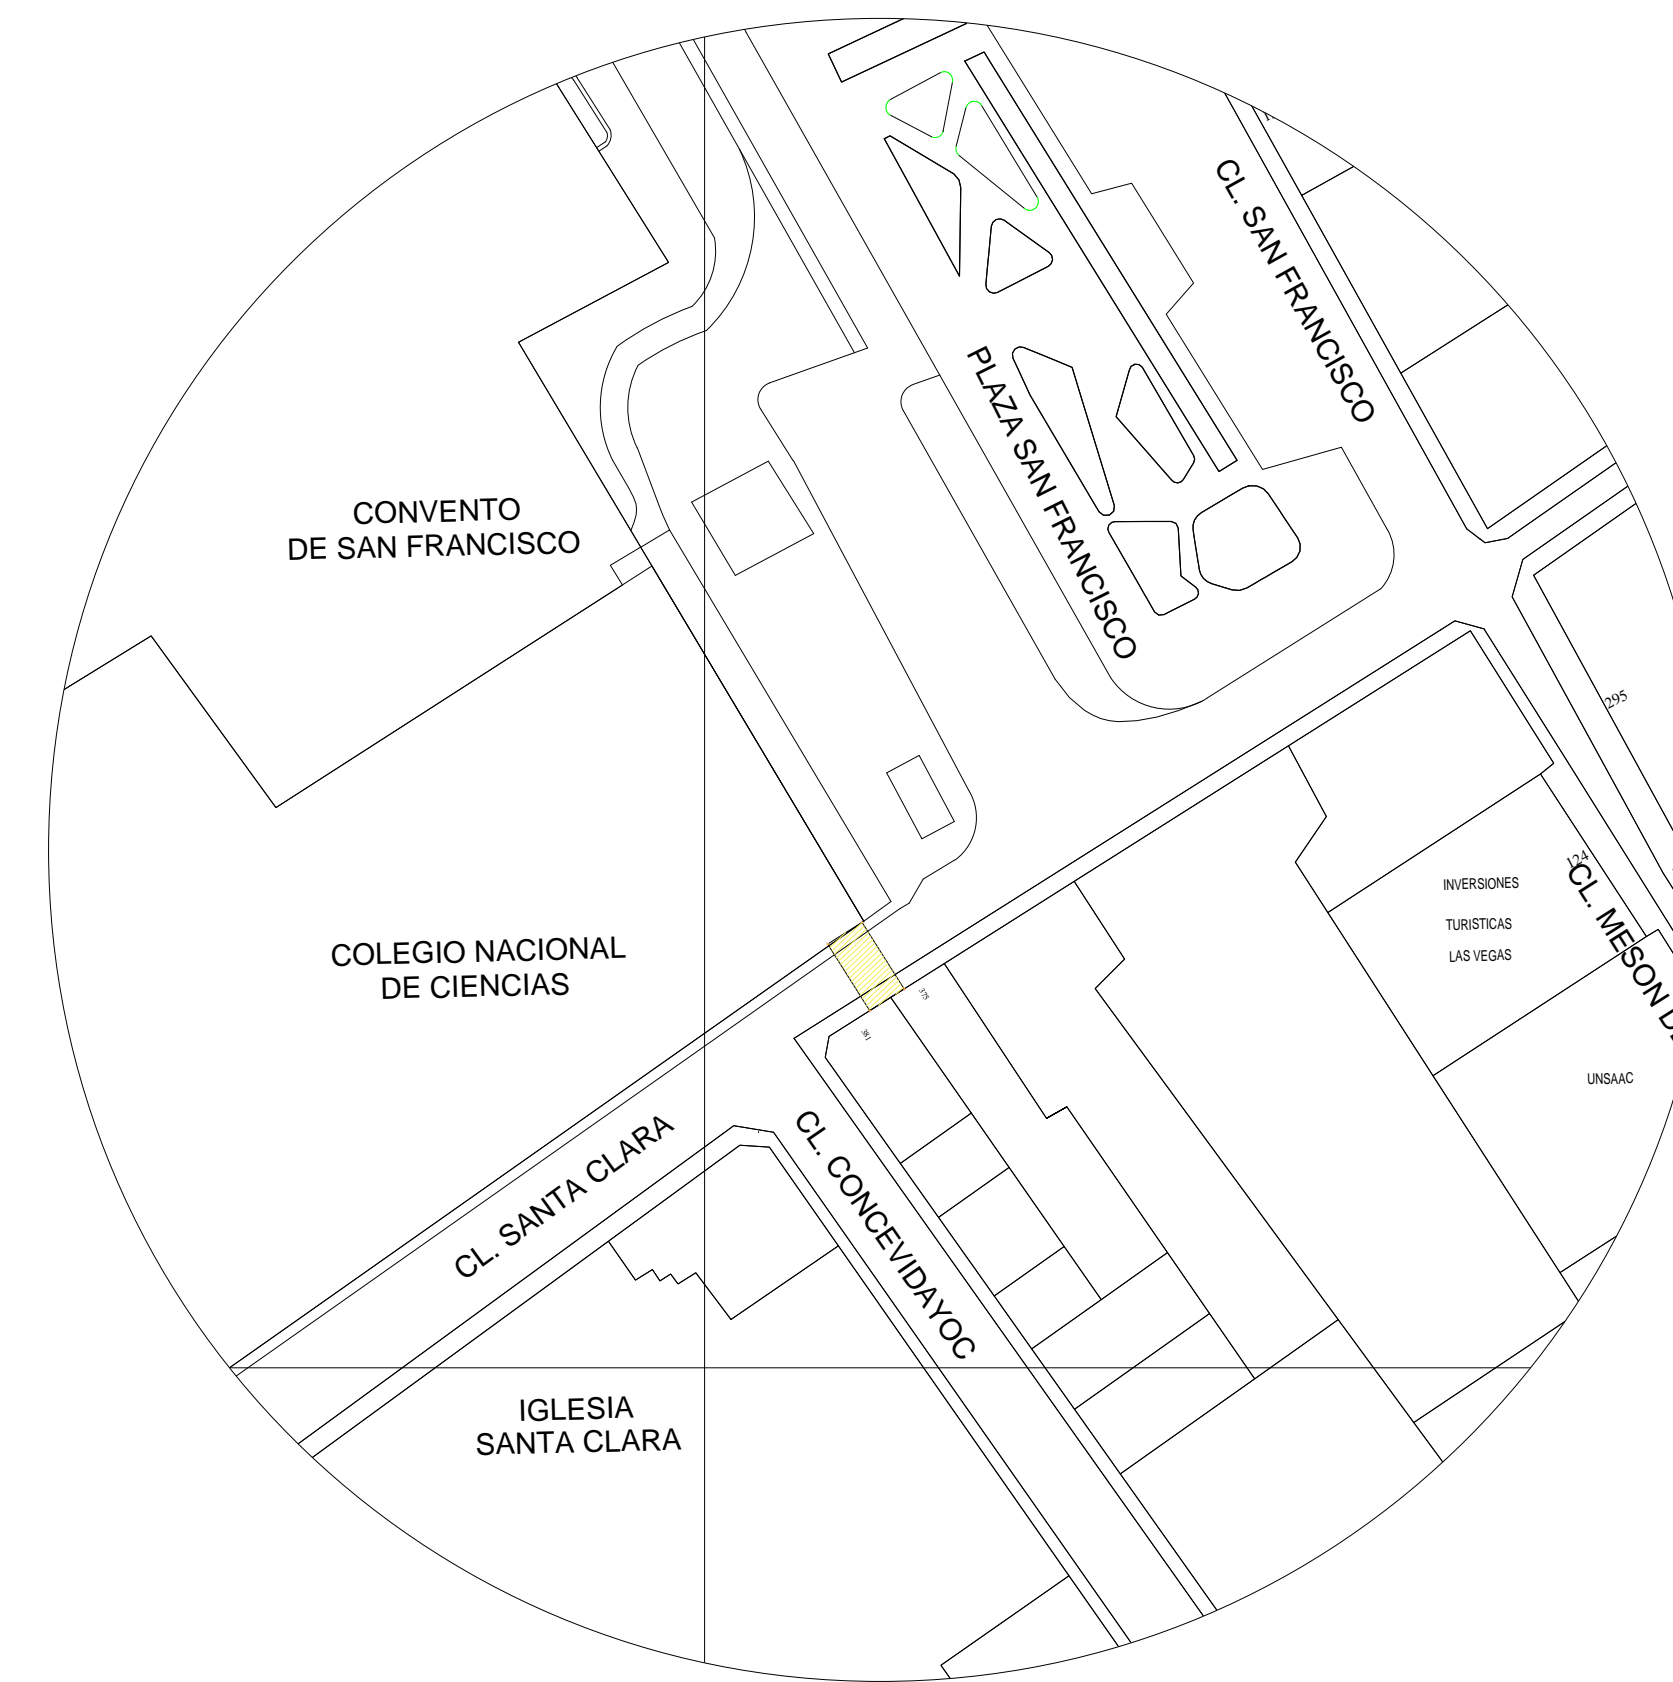 CL. SAN FRANCISCO
PLAZA SAN FRANCISCO
CONVENTO
DE SAN FRANCISCO
295
124
INVERSIONES
TURISTICAS
LAS VEGAS
CL. MESON
COLEGIO NACIONAL
DE CIENCIAS
375
381
UNSAAC
CL. SANTA CLARA
CL. CONCEVIDAYOC
IGLESIA
SANTA CLARA